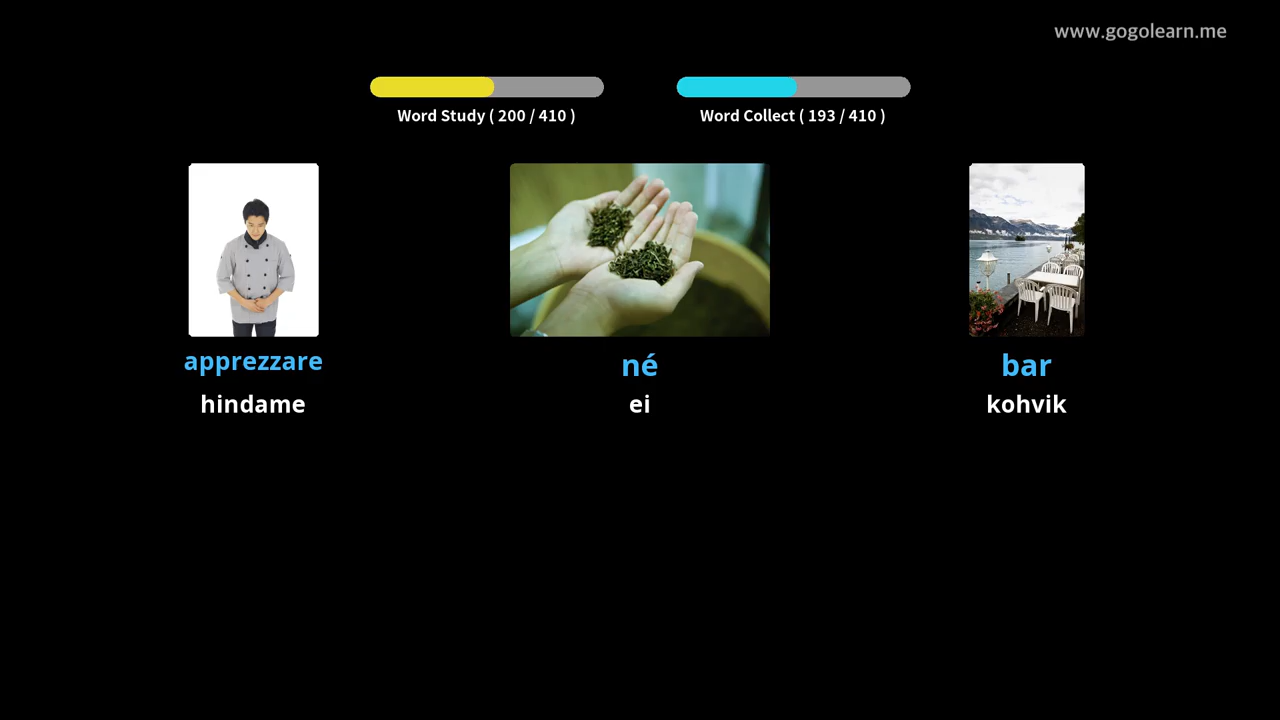 www.gogolearn.me
Word Study ( 200 / 410 )
Word Collect ( 193 / 410 )
apprezzare
né
bar
hindame
ei
kohvik